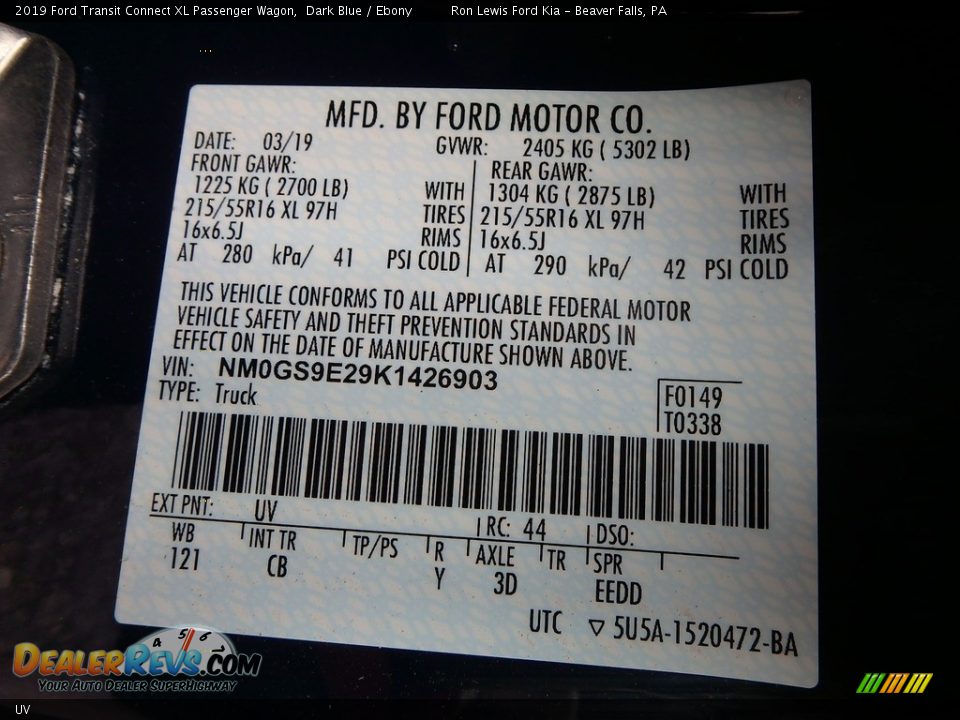 2019 Ford Transit Connect XL Passenger Wagon, Dark Blue / Ebony Ron Lewis Ford Kia - Beaver Falls, PA
MFD. BY FORD MOTOR CO.
DATE: 03/19 GVWR: 2405 KG ( 5302 LB)
FRONT GAWR: REAR GAWR:
1225 KG ( 2700 LB) WITH 1304 KG ( 2875 LB) WITH
215/55R16 XL 97H TIRES 215/55R16 XL 97H TIRES
16x6.5J RIMS 16x6.5J RIMS
AT 280 kPa/ 41 PSI COLD AT 290 kPa/ 42 PSI COLD
THIS VEHICLE CONFORMS TO ALL APPLICABLE FEDERAL MOTOR
VEHICLE SAFETY AND THEFT PREVENTION STANDARDS IN
EFFECT ON THE DATE OF MANUFACTURE SHOWN ABOVE.
VIN: NM0GS9E29K1426903
TYPE: Truck
F0149
T0338
EXT PNT: UV RC: 44 DSO:
WB INT TR TP/PS R AXLE TR SPR
121 CB Y 3D EEDD
UTC ▽ 5U5A-1520472-BA
4 5 6
DEALERREVS.COM
Your Auto Dealer SuperHighway
UV